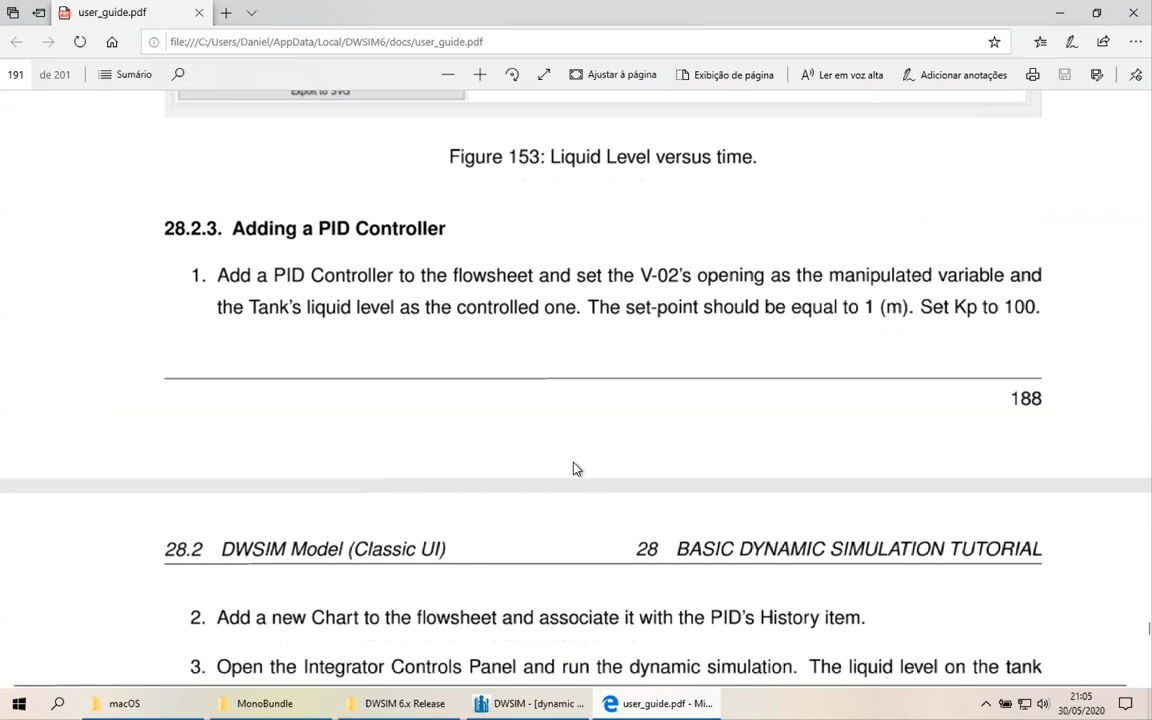 user_guide.pdf
file:///C:/Users/Daniel/AppData/Local/DWSIM6/docs/user_guide.pdf
191 de 201 Sumário Ajustar à página Exibição de página Ler em voz alta Adicionar anotações
Export to SVG
Figure 153: Liquid Level versus time.
28.2.3. Adding a PID Controller
1. Add a PID Controller to the flowsheet and set the V-02's opening as the manipulated variable and
the Tank's liquid level as the controlled one. The set-point should be equal to 1 (m). Set Kp to 100.
188
28.2 DWSIM Model (Classic UI) 28 BASIC DYNAMIC SIMULATION TUTORIAL
2. Add a new Chart to the flowsheet and associate it with the PID's History item.
3. Open the Integrator Controls Panel and run the dynamic simulation. The liquid level on the tank
macOS MonoBundle DWSIM 6.x Release DWSIM - [dynamic ... user_guide.pdf - Mi... 21:05
30/05/2020